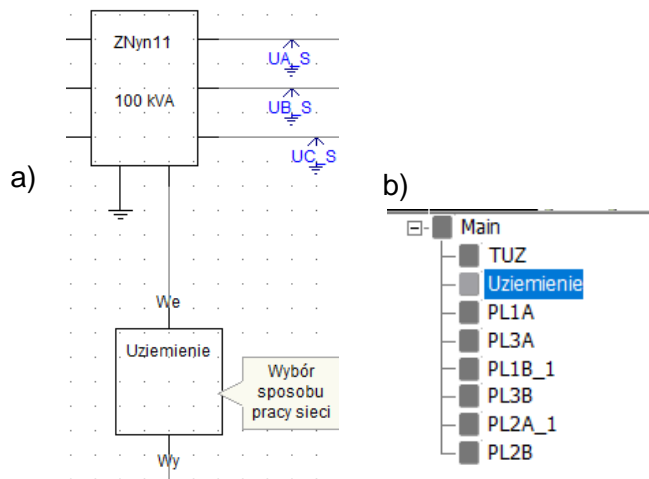 a)
ZNyn11
100 kVA
UA_S
UB_S
UC_S
We
Uziemienie
Wybór
sposobu
pracy sieci
Wy
b)
Main
TUZ
Uziemienie
PL1A
PL3A
PL1B_1
PL3B
PL2A_1
PL2B